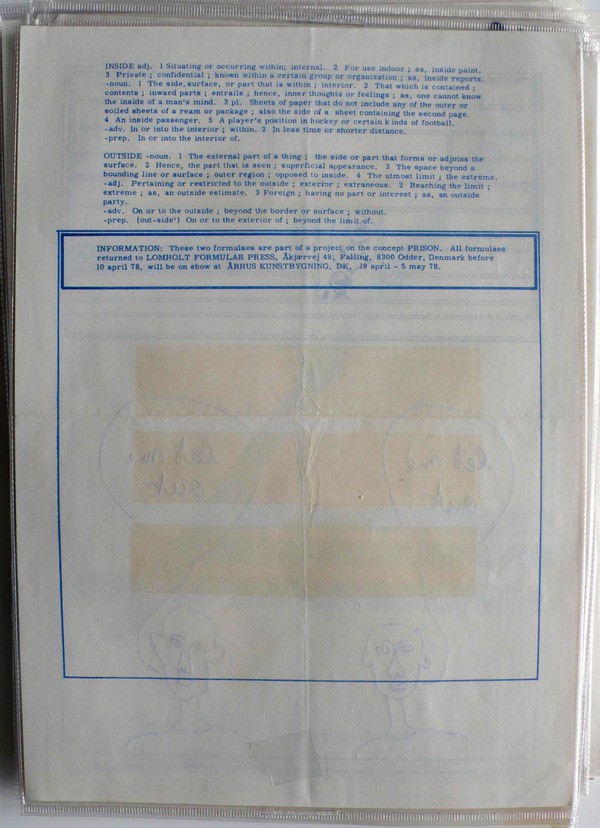 INSIDE adj. 1 Situating or occurring within; internal. 2 For use indoor ; as, inside paint.
3 Private ; confidential ; known within a certain group or organization ; as, inside reports.
-noun. 1 The side, surface, or part that is within ; interior. 2 That which is contained ;
contents ; inward parts ; entrails ; hence, inner thoughts or feelings ; as, one cannot know
the inside of a man's mind. 3 pl. Sheets of paper that do not include any of the outer or
soiled sheets of a ream or package ; also the side of a sheet containing the second page.
4 An inside passenger. 5 A player's position in hockey or certain kinds of football.
-adv. In or into the interior ; within. 2 In less time or shorter distance.
-prep. In or into the interior of.
OUTSIDE -noun. 1 The external part of a thing ; the side or part that forms or adjoins the
surface. 2 Hence, the part that is seen ; superficial appearance. 3 The space beyond a
bounding line or surface ; outer region ; opposed to inside. 4 The utmost limit ; the extreme.
-adj. Pertaining or restricted to the outside ; exterior ; extraneous. 2 Reaching the limit ;
extreme ; as, an outside estimate. 3 Foreign ; having no part or interest ; as, an outside
party.
-adv. On or to the outside ; beyond the border or surface ; without.
-prep. (out-side') On or to the exterior of ; beyond the limit of.
INFORMATION: These two formulaes are part of a project on the concept PRISON. All formulaes
returned to LOMHOLT FORMULAR PRESS, Åkjærvej 49, Falling, 8300 Odder, Denmark before
10 april 78, will be on show at ÅRHUS KUNSTBYGNING, DK, 19 april - 5 may 78.
let me
out
let me
out